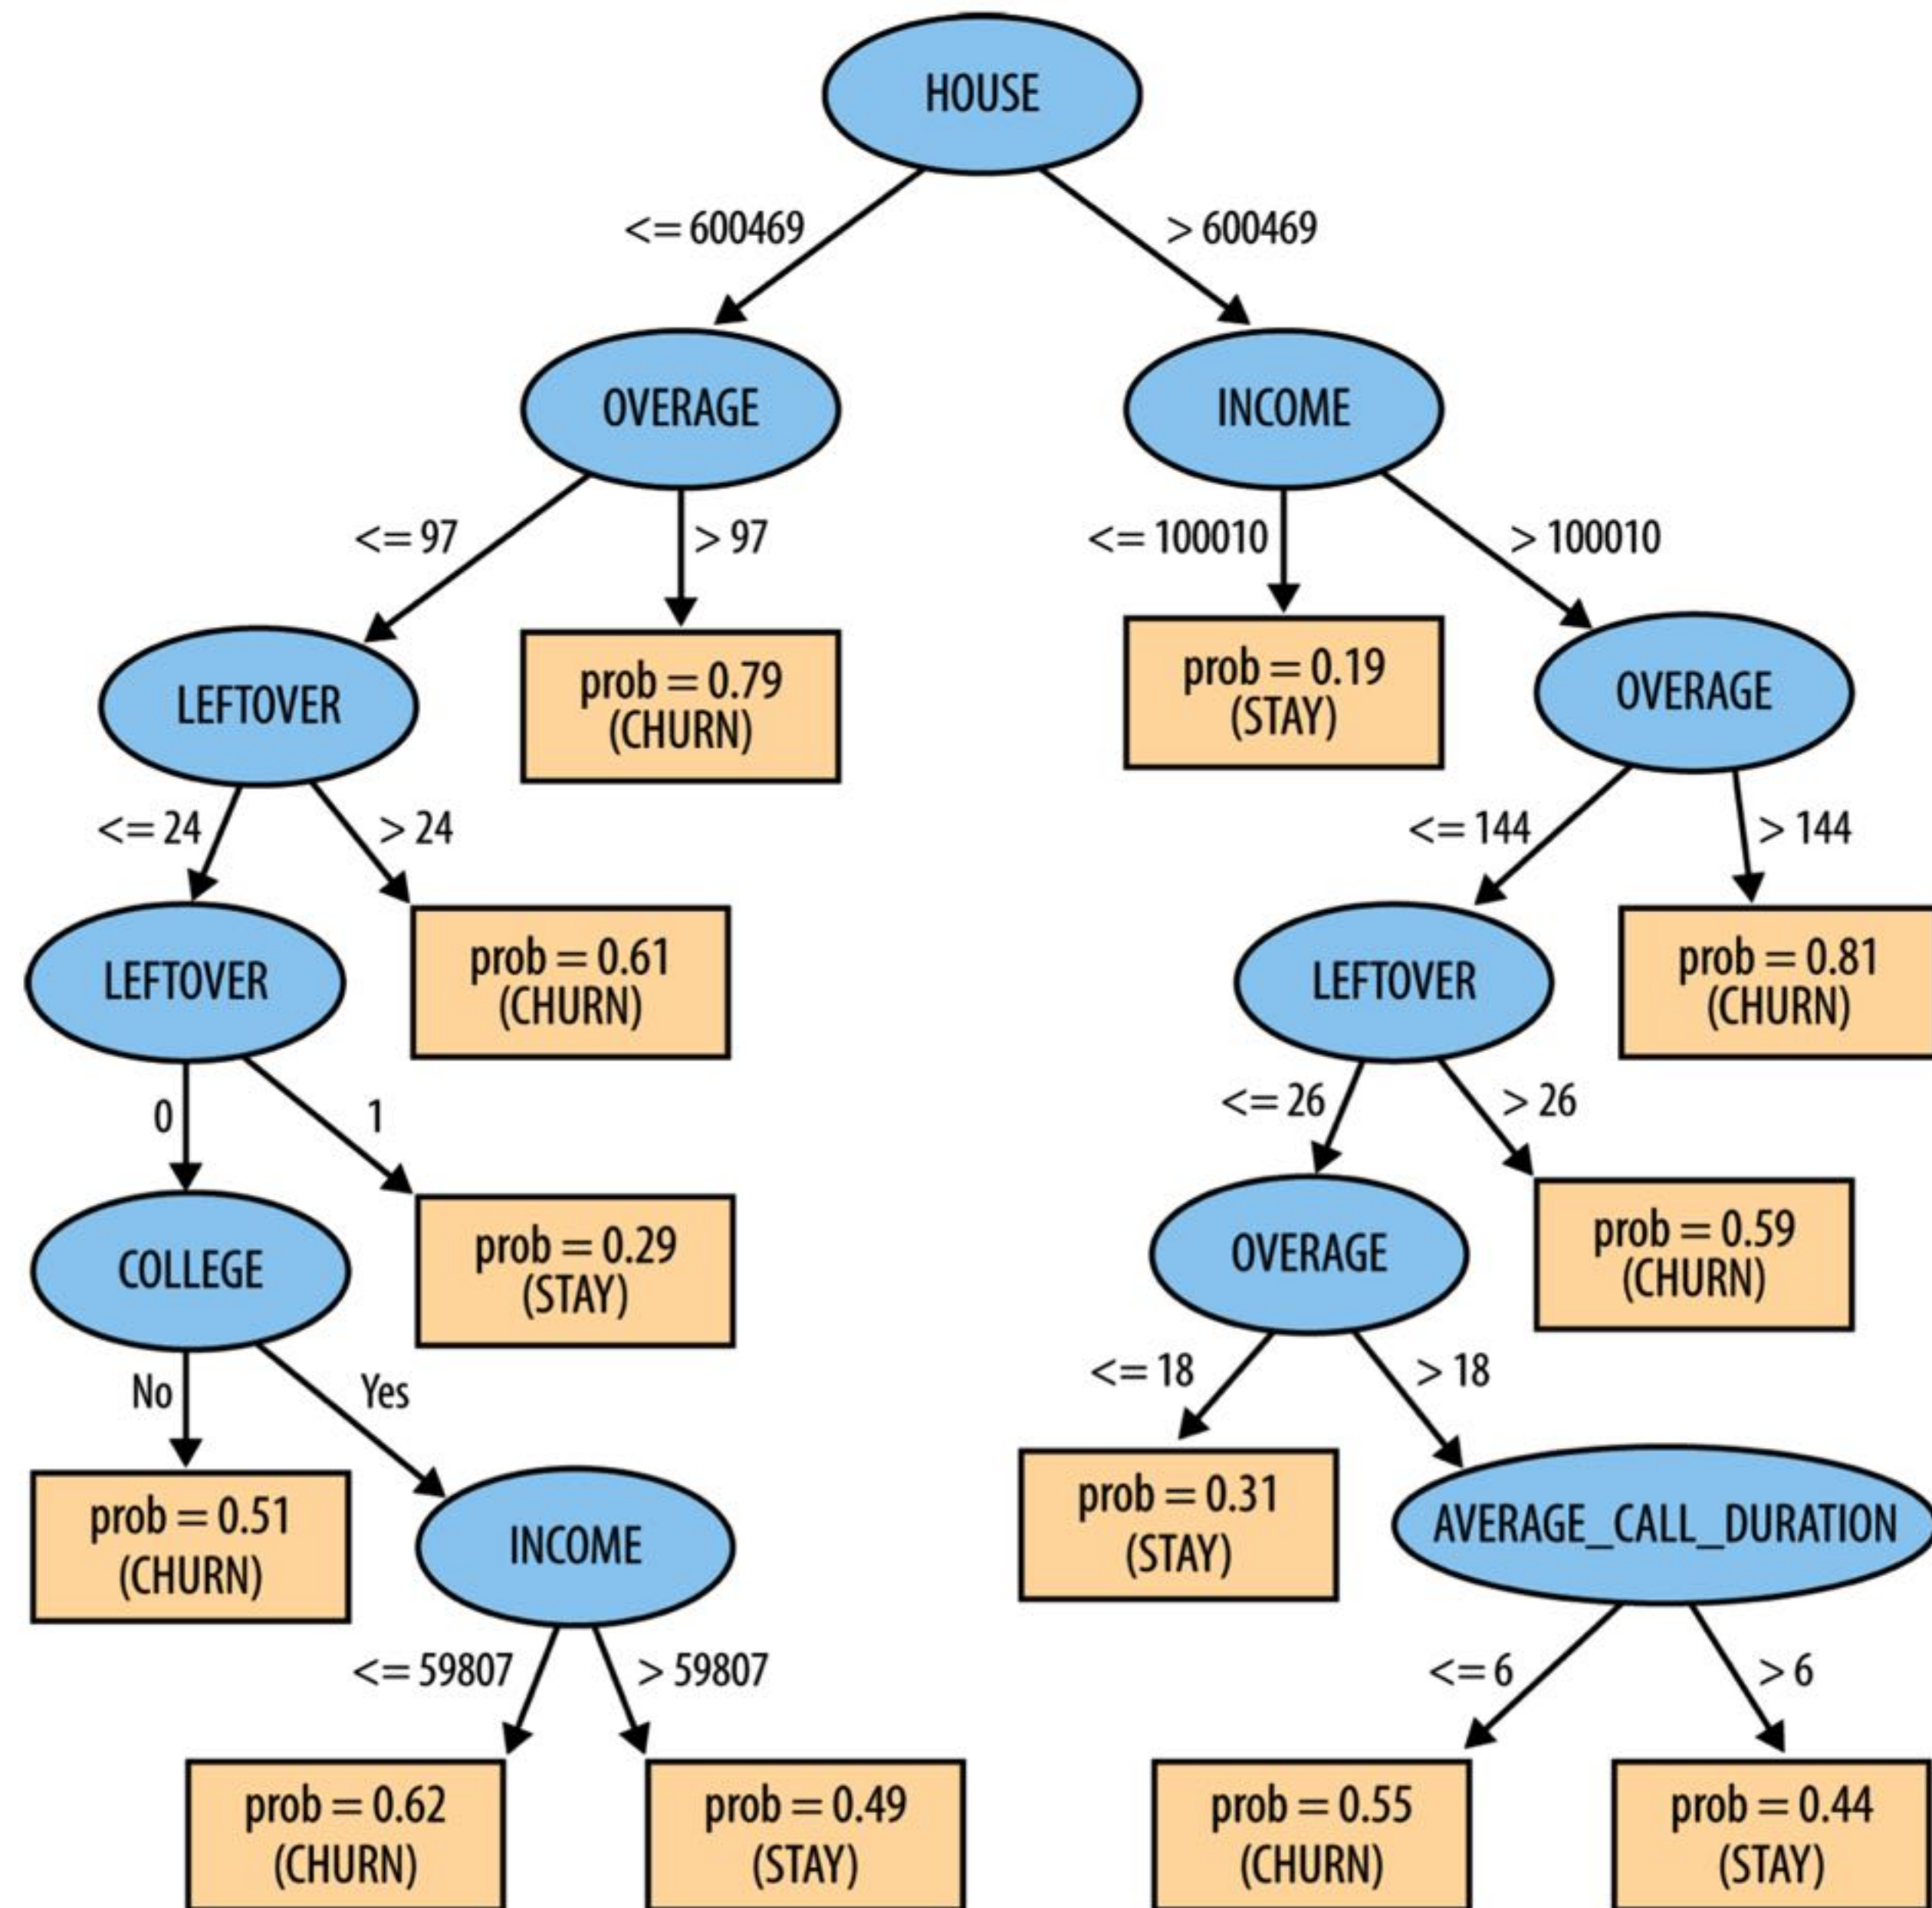 HOUSE
<= 600469
> 600469
OVERAGE
INCOME
<= 97
> 97
<= 100010
> 100010
LEFTOVER
prob = 0.79
(CHURN)
prob = 0.19
(STAY)
OVERAGE
<= 24
> 24
<= 144
> 144
LEFTOVER
prob = 0.61
(CHURN)
LEFTOVER
prob = 0.81
(CHURN)
0
1
<= 26
> 26
COLLEGE
prob = 0.29
(STAY)
OVERAGE
prob = 0.59
(CHURN)
No
Yes
<= 18
> 18
prob = 0.51
(CHURN)
INCOME
prob = 0.31
(STAY)
AVERAGE_CALL_DURATION
<= 59807
> 59807
<= 6
> 6
prob = 0.62
(CHURN)
prob = 0.49
(STAY)
prob = 0.55
(CHURN)
prob = 0.44
(STAY)